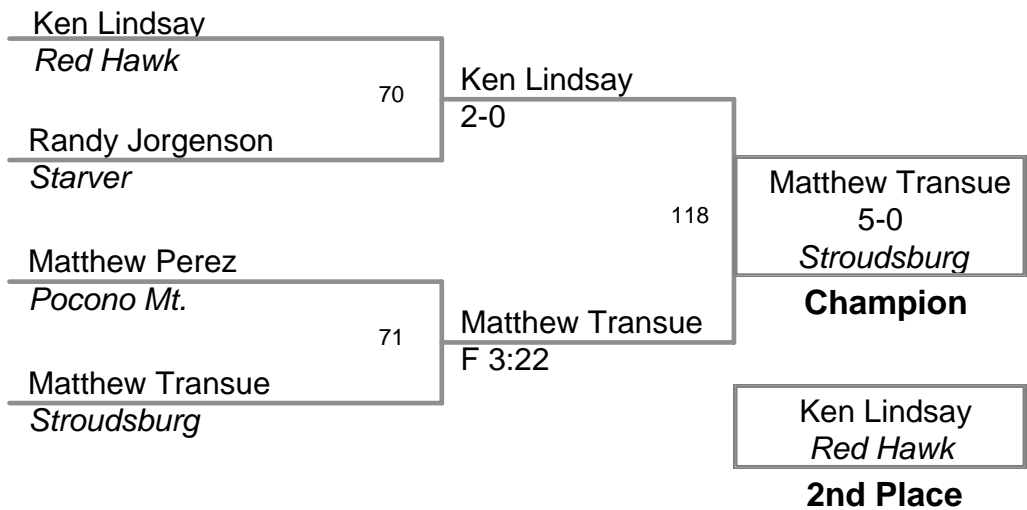 Ken Lindsay
Red Hawk
70
Randy Jorgenson
Starver
Ken Lindsay
2-0
Matthew Perez
Pocono Mt.
71
Matthew Transue
Stroudsburg
Matthew Transue
F 3:22
118
Matthew Transue
5-0
Stroudsburg
Champion
Ken Lindsay
Red Hawk
2nd Place